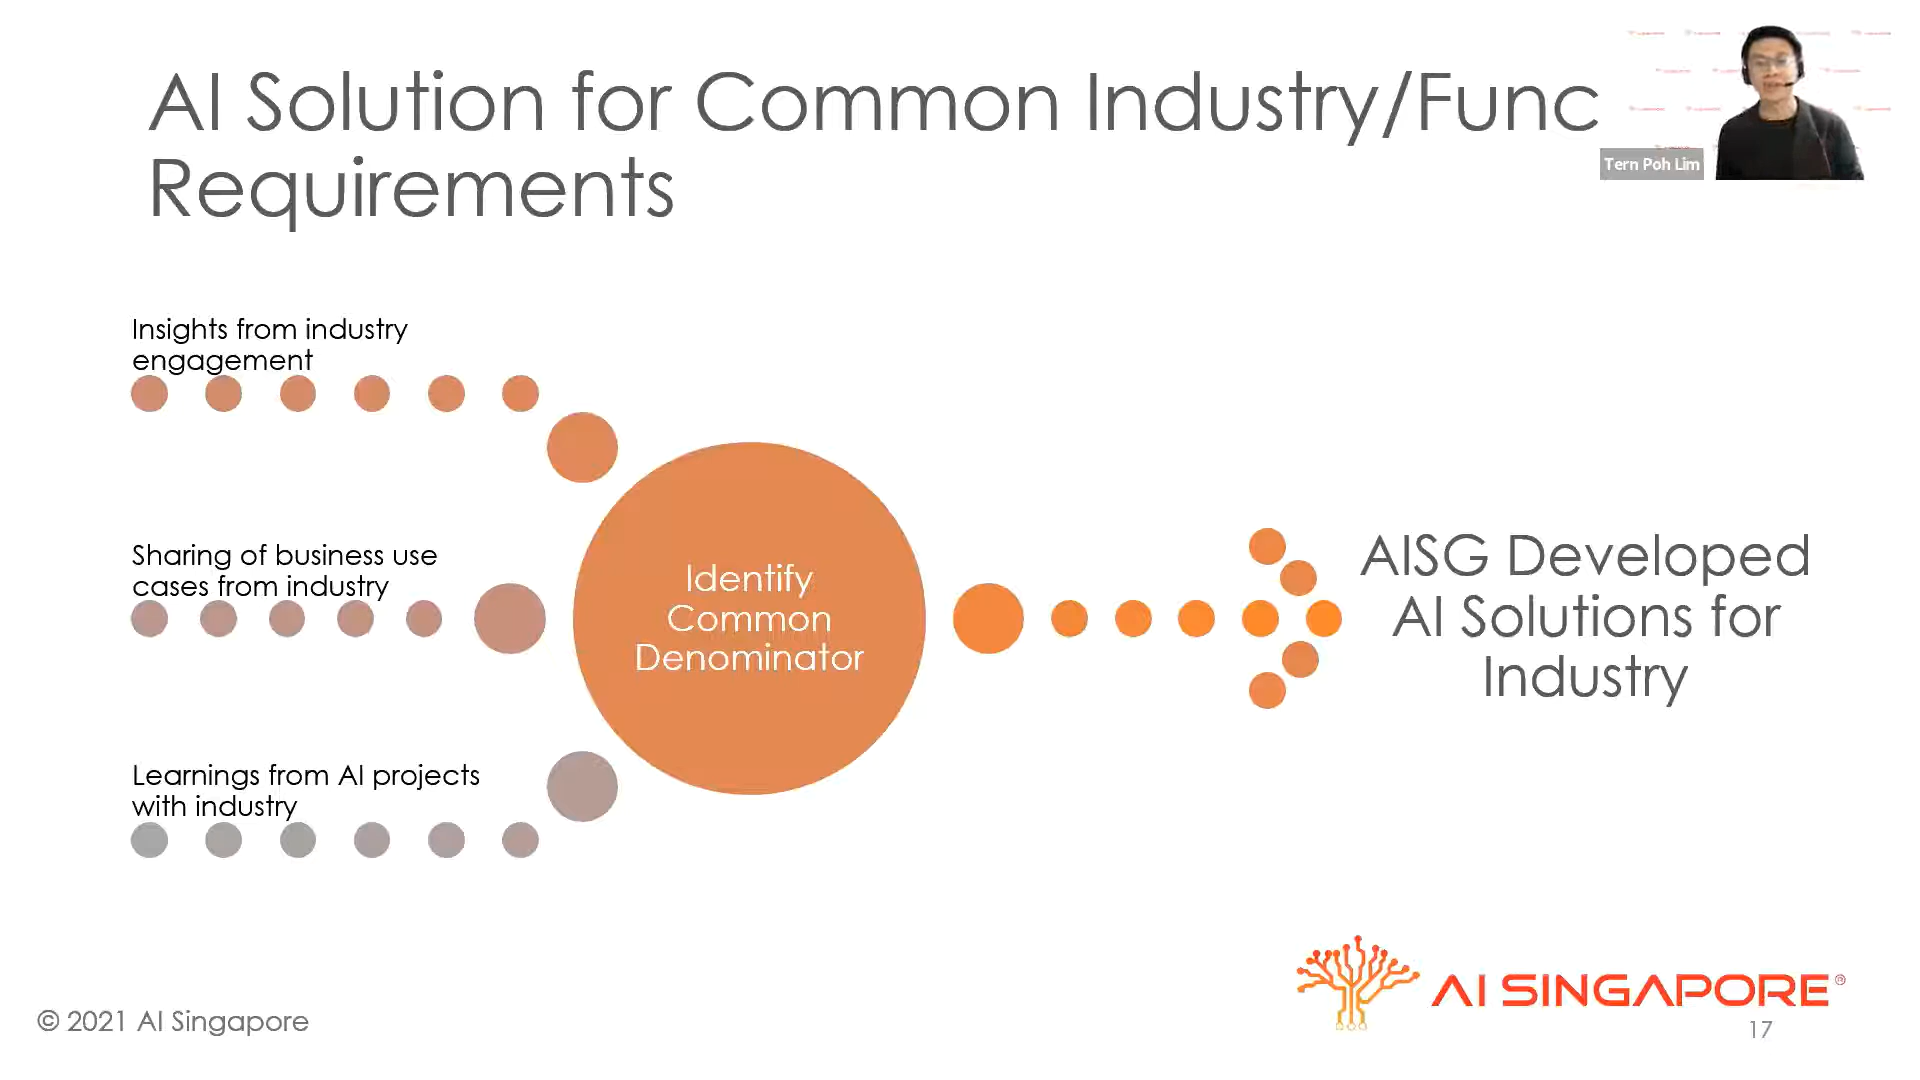 AI Solution for Common Industry/Func
Requirements
Tern Poh Lim
Insights from industry
engagement
Sharing of business use
cases from industry
Learnings from AI projects
with industry
Identify
Common
Denominator
AISG Developed
AI Solutions for
Industry
AI SINGAPORE®
© 2021 AI Singapore
17